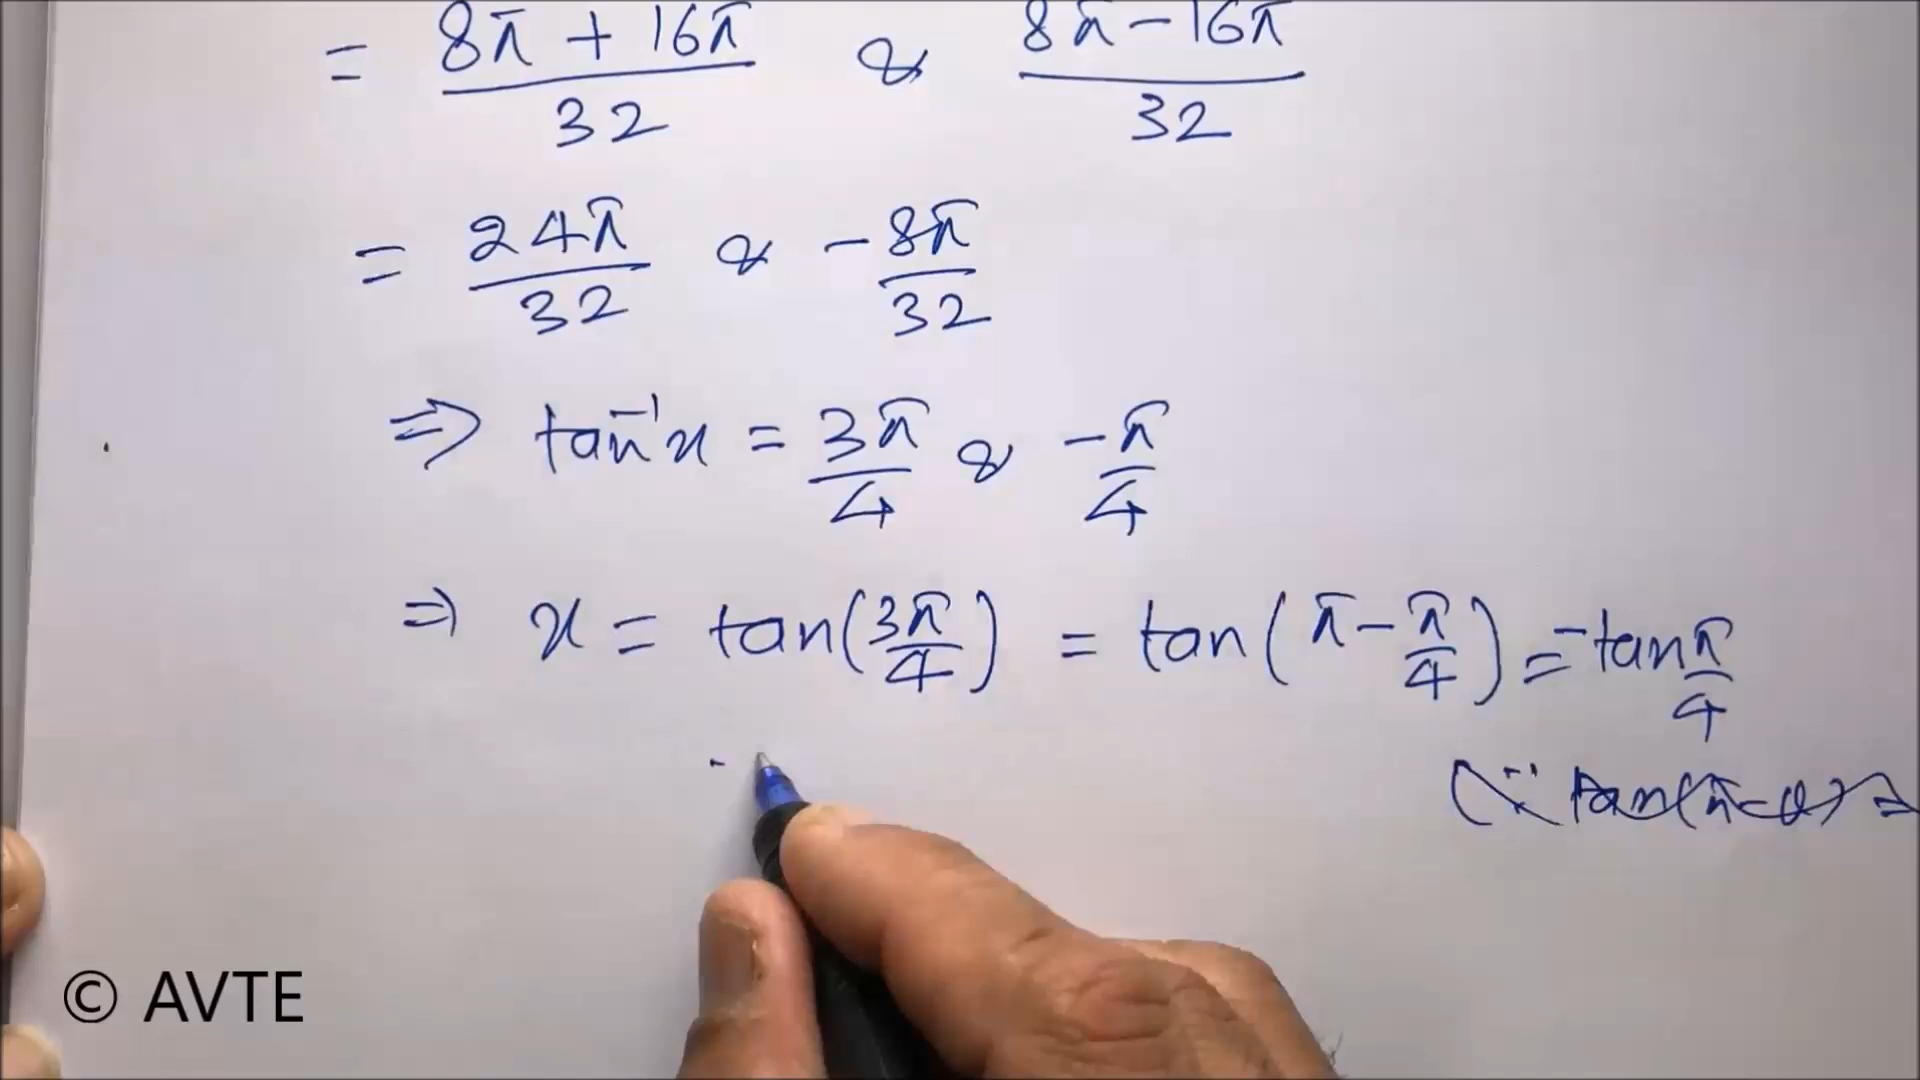 = 8π + 16π / 32 & 8π - 16π / 32
= 24π / 32 & -8π / 32
⇒ tan⁻¹x = 3π/4 & -π/4
⇒ x = tan(3π/4) = tan(π - π/4) = -tan π/4
(∵ tan(π-θ) =
© AVTE